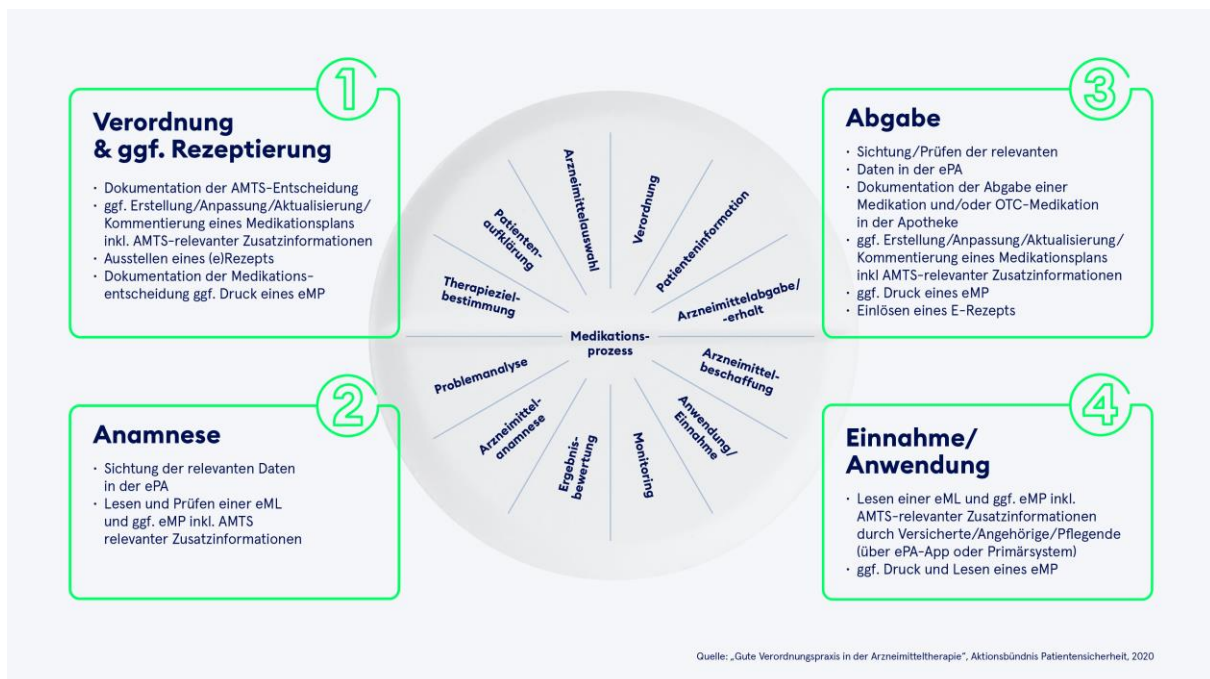 1
Verordnung
& ggf. Rezeptierung
· Dokumentation der AMTS-Entscheidung
· ggf. Erstellung/Anpassung/Aktualisierung/
Kommentierung eines Medikationsplans
inkl. AMTS-relevanter Zusatzinformationen
· Ausstellen eines (e)Rezepts
· Dokumentation der Medikations-
entscheidung ggf. Druck eines eMP
2
Anamnese
· Sichtung der relevanten Daten
in der ePA
· Lesen und Prüfen einer eML
und ggf. eMP inkl. AMTS
relevanter Zusatzinformationen
Medikations-
prozess
Verordnung
Patienteninformation
Arzneimittelabgabe/
-erhalt
Arzneimittel-
beschaffung
Anwendung/
Einnahme
Monitoring
Ergebnis-
bewertung
Arzneimittel-
anamnese
Problemanalyse
Therapieziel-
bestimmung
Patienten-
aufklärung
Arzneimittelauswahl
3
Abgabe
· Sichtung/Prüfen der relevanten
· Daten in der ePA
· Dokumentation der Abgabe einer
Medikation und/oder OTC-Medikation
in der Apotheke
· ggf. Erstellung/Anpassung/Aktualisierung/
Kommentierung eines Medikationsplans
inkl AMTS-relevanter Zusatzinformationen
· ggf. Druck eines eMP
· Einlösen eines E-Rezepts
4
Einnahme/
Anwendung
· Lesen einer eML und ggf. eMP inkl.
AMTS-relevanter Zusatzinformationen
durch Versicherte/Angehörige/Pflegende
(über ePA-App oder Primärsystem)
· ggf. Druck und Lesen eines eMP
Quelle: „Gute Verordnungspraxis in der Arzneimitteltherapie“, Aktionsbündnis Patientensicherheit, 2020